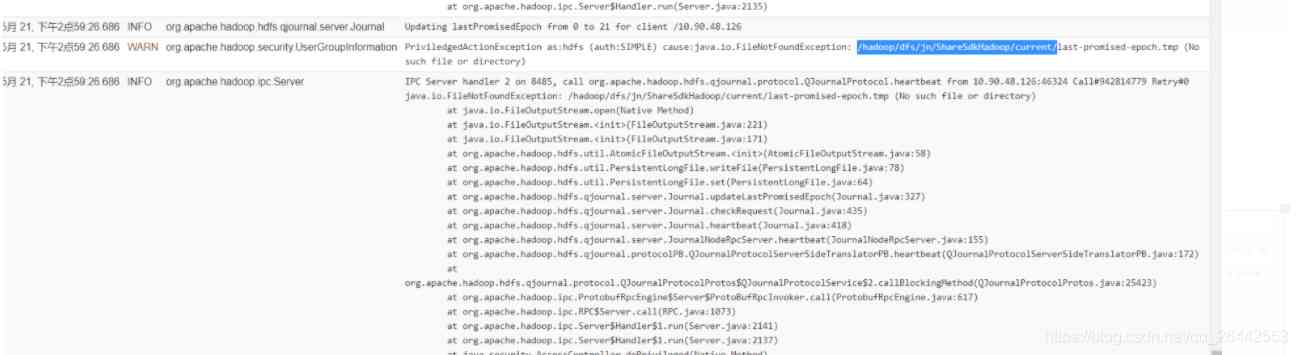 at org.apache.hadoop.ipc.Server$Handler.run(Server.java:2135)
5月 21, 下午2点59:26.686 INFO org.apache.hadoop.hdfs.qjournal.server.Journal Updating lastPromisedEpoch from 0 to 21 for client /10.90.48.126
5月 21, 下午2点59:26.686 WARN org.apache.hadoop.security.UserGroupInformation PriviledgedActionException as:hdfs (auth:SIMPLE) cause:java.io.FileNotFoundException: /hadoop/dfs/jn/ShareSdkHadoop/current/last-promised-epoch.tmp (No
such file or directory)
5月 21, 下午2点59:26.686 INFO org.apache.hadoop.ipc.Server IPC Server handler 2 on 8485, call org.apache.hadoop.hdfs.qjournal.protocol.QJournalProtocol.heartbeat from 10.90.48.126:46324 Call#942814779 Retry#0
java.io.FileNotFoundException: /hadoop/dfs/jn/ShareSdkHadoop/current/last-promised-epoch.tmp (No such file or directory)
at java.io.FileOutputStream.open(Native Method)
at java.io.FileOutputStream.<init>(FileOutputStream.java:221)
at java.io.FileOutputStream.<init>(FileOutputStream.java:171)
at org.apache.hadoop.hdfs.util.AtomicFileOutputStream.<init>(AtomicFileOutputStream.java:58)
at org.apache.hadoop.hdfs.util.PersistentLongFile.writeFile(PersistentLongFile.java:78)
at org.apache.hadoop.hdfs.util.PersistentLongFile.set(PersistentLongFile.java:64)
at org.apache.hadoop.hdfs.qjournal.server.Journal.updateLastPromisedEpoch(Journal.java:327)
at org.apache.hadoop.hdfs.qjournal.server.Journal.checkRequest(Journal.java:435)
at org.apache.hadoop.hdfs.qjournal.server.Journal.heartbeat(Journal.java:418)
at org.apache.hadoop.hdfs.qjournal.server.JournalNodeRpcServer.heartbeat(JournalNodeRpcServer.java:155)
at org.apache.hadoop.hdfs.qjournal.protocolPB.QJournalProtocolServerSideTranslatorPB.heartbeat(QJournalProtocolServerSideTranslatorPB.java:172)
at
org.apache.hadoop.hdfs.qjournal.protocol.QJournalProtocolProtos$QJournalProtocolService$2.callBlockingMethod(QJournalProtocolProtos.java:25423)
at org.apache.hadoop.ipc.ProtobufRpcEngine$Server$ProtoBufRpcInvoker.call(ProtobufRpcEngine.java:617)
at org.apache.hadoop.ipc.RPC$Server.call(RPC.java:1073)
at org.apache.hadoop.ipc.Server$Handler$1.run(Server.java:2141)
at org.apache.hadoop.ipc.Server$Handler$1.run(Server.java:2137)
at java.security.AccessController.doPrivileged(Native Method)
https://blog.csdn.net/qq_26442553